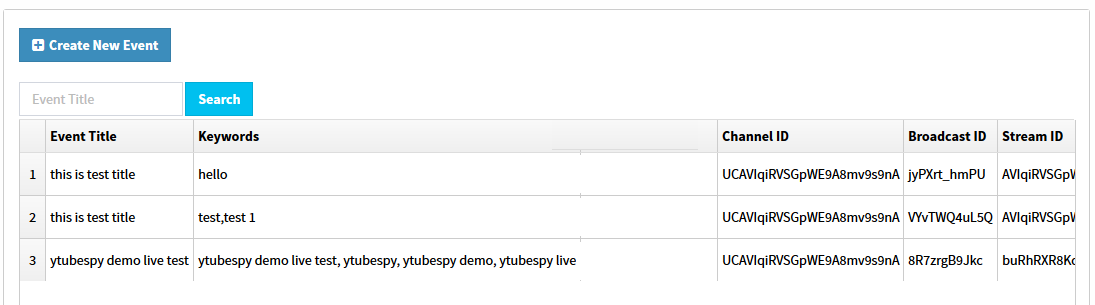 Create New Event
Event Title Search
Event Title Keywords Channel ID Broadcast ID Stream ID
1 this is test title hello UCAVIqiRVSGpWE9A8mv9s9nA jyPXrt_hmPU AVIqiRVSGpW
2 this is test title test,test 1 UCAVIqiRVSGpWE9A8mv9s9nA VYvTWQ4uL5Q AVIqiRVSGpW
3 ytubespy demo live test ytubespy demo live test, ytubespy, ytubespy demo, ytubespy live UCAVIqiRVSGpWE9A8mv9s9nA 8R7zrgB9Jkc buRhRXR8Kc